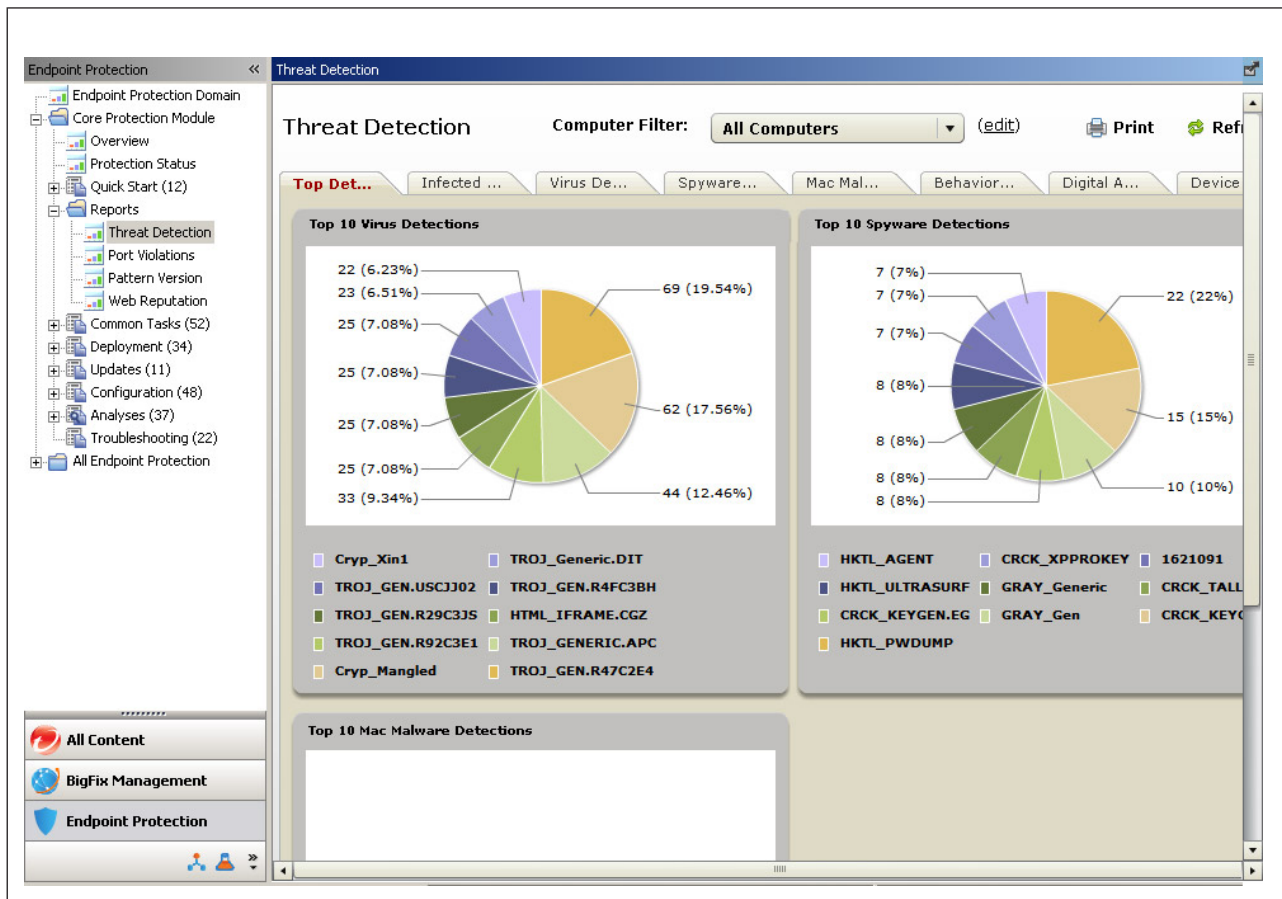 Endpoint Protection «
Endpoint Protection Domain
Core Protection Module
Overview
Protection Status
Quick Start (12)
Reports
Threat Detection
Port Violations
Pattern Version
Web Reputation
Common Tasks (52)
Deployment (34)
Updates (11)
Configuration (48)
Analyses (37)
Troubleshooting (22)
All Endpoint Protection
All Content
BigFix Management
Endpoint Protection
»
Threat Detection
Threat Detection Computer Filter: All Computers (edit) Print Refr
Top Det... Infected ... Virus De... Spyware... Mac Mal... Behavior... Digital A... Device
Top 10 Virus Detections
22 (6.23%)
23 (6.51%)
25 (7.08%)
25 (7.08%)
25 (7.08%)
25 (7.08%)
33 (9.34%)
69 (19.54%)
62 (17.56%)
44 (12.46%)
Cryp_Xin1 TROJ_Generic.DIT
TROJ_GEN.USCJJ02 TROJ_GEN.R4FC3BH
TROJ_GEN.R29C3JS HTML_IFRAME.CGZ
TROJ_GEN.R92C3E1 TROJ_GENERIC.APC
Cryp_Mangled TROJ_GEN.R47C2E4
Top 10 Spyware Detections
7 (7%)
7 (7%)
7 (7%)
8 (8%)
8 (8%)
8 (8%)
8 (8%)
22 (22%)
15 (15%)
10 (10%)
HKTL_AGENT CRCK_XPPROKEY 1621091
HKTL_ULTRASURF GRAY_Generic CRCK_TALL
CRCK_KEYGEN.EG GRAY_Gen
HKTL_PWDUMP
Top 10 Mac Malware Detections